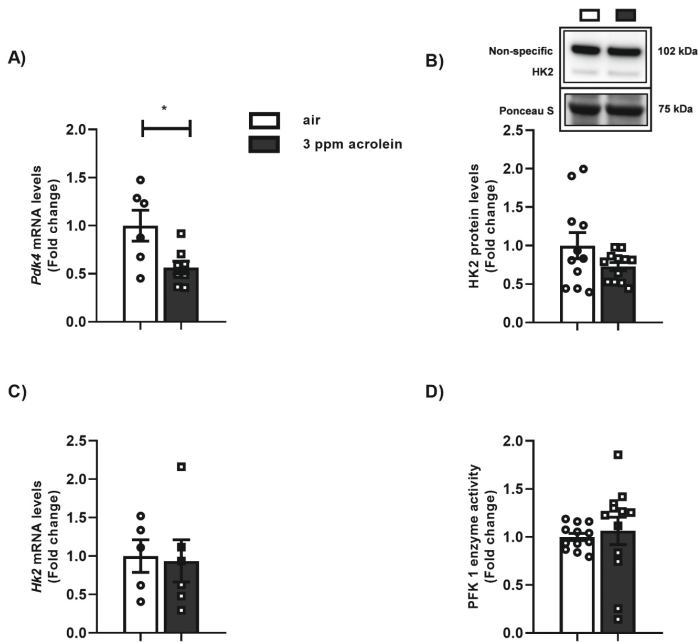 A)
*
2.0
1.5
1.0
0.5
0.0
Pdk4 mRNA levels
(Fold change)
air
3 ppm acrolein
B)
Non-specific
102 kDa
HK2
Ponceau S
75 kDa
2.5
2.0
1.5
1.0
0.5
0.0
HK2 protein levels
(Fold change)
C)
2.5
2.0
1.5
1.0
0.5
0.0
Hk2 mRNA levels
(Fold change)
D)
2.0
1.5
1.0
0.5
0.0
PFK 1 enzyme activity
(Fold change)